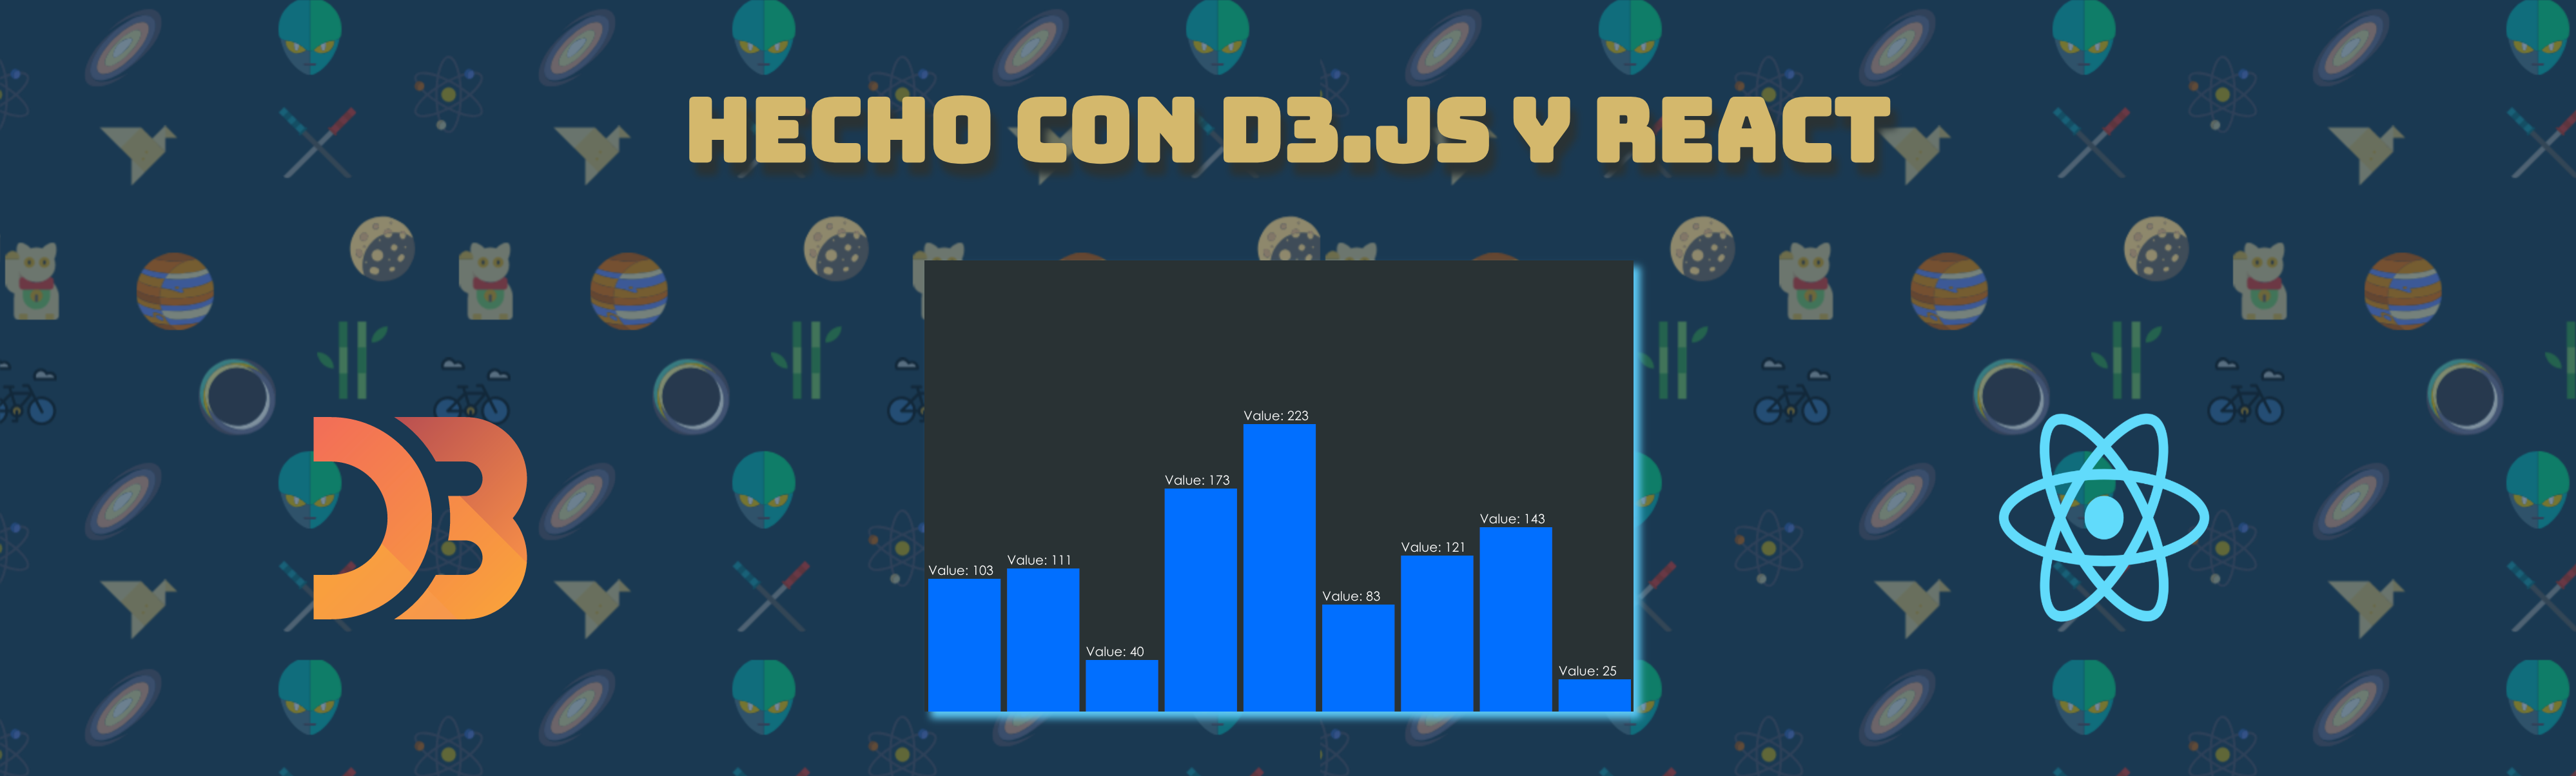 HECHO CON D3.JS Y REACT
Value: 103
Value: 111
Value: 40
Value: 173
Value: 223
Value: 83
Value: 121
Value: 143
Value: 25
D3